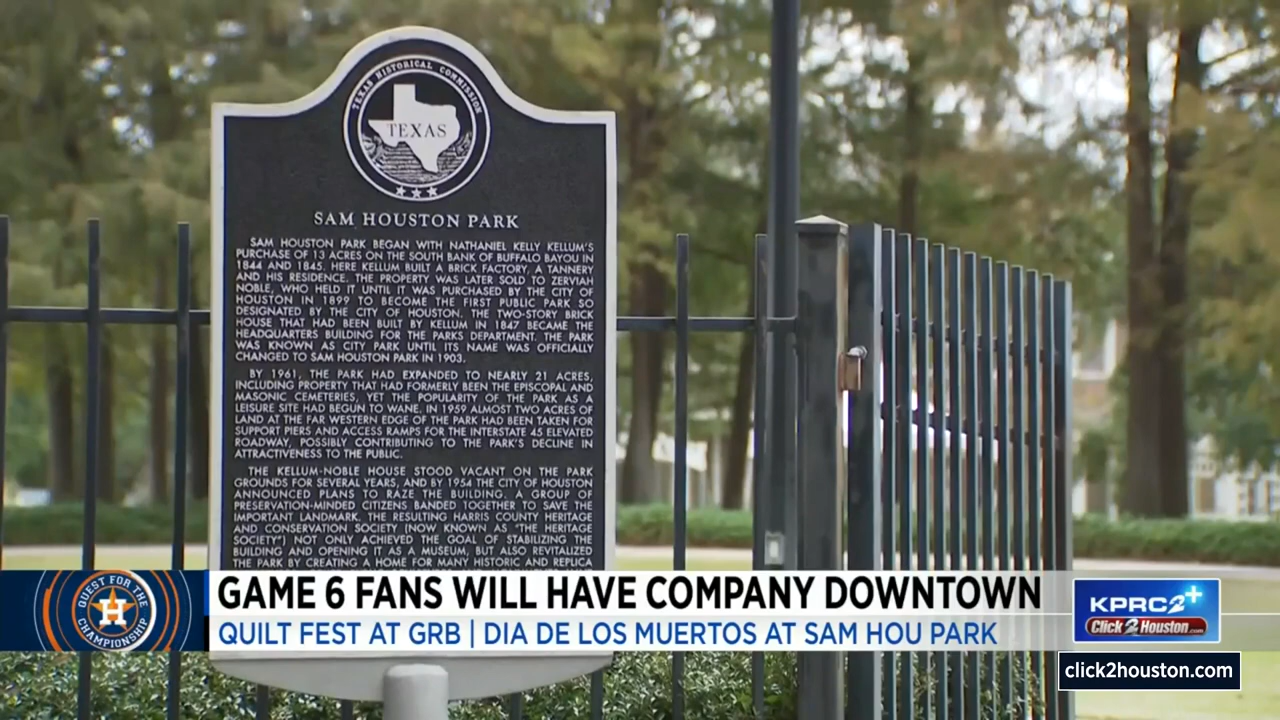 TEXAS HISTORICAL COMMISSION
TEXAS
SAM HOUSTON PARK
SAM HOUSTON PARK BEGAN WITH NATHANIEL KELLY KELLUM'S
PURCHASE OF 13 ACRES ON THE SOUTH BANK OF BUFFALO BAYOU IN
1844 AND 1845. HERE KELLUM BUILT A BRICK FACTORY, A TANNERY
AND HIS RESIDENCE. THE PROPERTY WAS LATER SOLD TO ZERVIAH
NOBLE, WHO HELD IT UNTIL IT WAS PURCHASED BY THE CITY OF
HOUSTON IN 1899 TO BECOME THE FIRST PUBLIC PARK SO
DESIGNATED BY THE CITY OF HOUSTON. THE TWO-STORY BRICK
HOUSE THAT HAD BEEN BUILT BY KELLUM IN 1847 BECAME THE
HEADQUARTERS BUILDING FOR THE PARKS DEPARTMENT. THE PARK
WAS KNOWN AS CITY PARK UNTIL ITS NAME WAS OFFICIALLY
CHANGED TO SAM HOUSTON PARK IN 1903.
BY 1961, THE PARK HAD EXPANDED TO NEARLY 21 ACRES,
INCLUDING PROPERTY THAT HAD FORMERLY BEEN THE EPISCOPAL AND
MASONIC CEMETERIES, YET THE POPULARITY OF THE PARK AS A
LEISURE SITE HAD BEGUN TO WANE. IN 1959 ALMOST TWO ACRES OF
LAND AT THE FAR WESTERN EDGE OF THE PARK HAD BEEN TAKEN FOR
SUPPORT PIERS AND ACCESS RAMPS FOR THE INTERSTATE 45 ELEVATED
ROADWAY, POSSIBLY CONTRIBUTING TO THE PARK'S DECLINE IN
ATTRACTIVENESS TO THE PUBLIC.
THE KELLUM-NOBLE HOUSE STOOD VACANT ON THE PARK
GROUNDS FOR SEVERAL YEARS, AND BY 1954 THE CITY OF HOUSTON
ANNOUNCED PLANS TO RAZE THE BUILDING. A GROUP OF
PRESERVATION-MINDED CITIZENS BANDED TOGETHER TO SAVE THE
IMPORTANT LANDMARK. THE RESULTING HARRIS COUNTY HERITAGE
AND CONSERVATION SOCIETY (NOW KNOWN AS "THE HERITAGE
SOCIETY") NOT ONLY ACHIEVED THE GOAL OF STABILIZING THE
BUILDING AND OPENING IT AS A MUSEUM, BUT ALSO REVITALIZED
THE PARK BY CREATING A HOME FOR MANY HISTORIC AND REPLICA
QUEST FOR THE
H
CHAMPIONSHIP
GAME 6 FANS WILL HAVE COMPANY DOWNTOWN
QUILT FEST AT GRB | DIA DE LOS MUERTOS AT SAM HOU PARK
KPRC2+
Click2Houston.com
click2houston.com